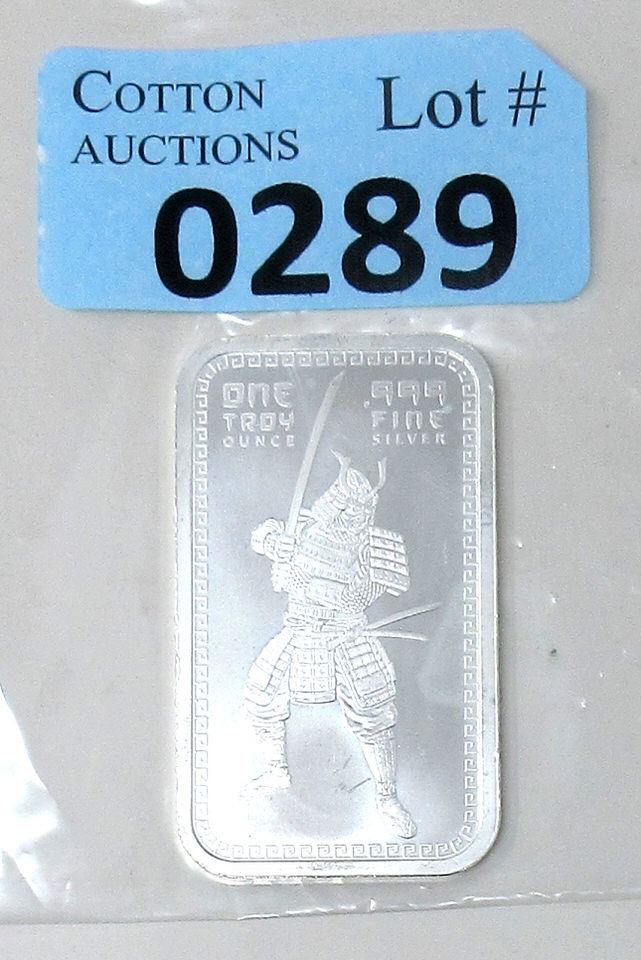 COTTON
AUCTIONS
Lot #
0289
ONE
TROY
OUNCE
.999
FINE
SILVER